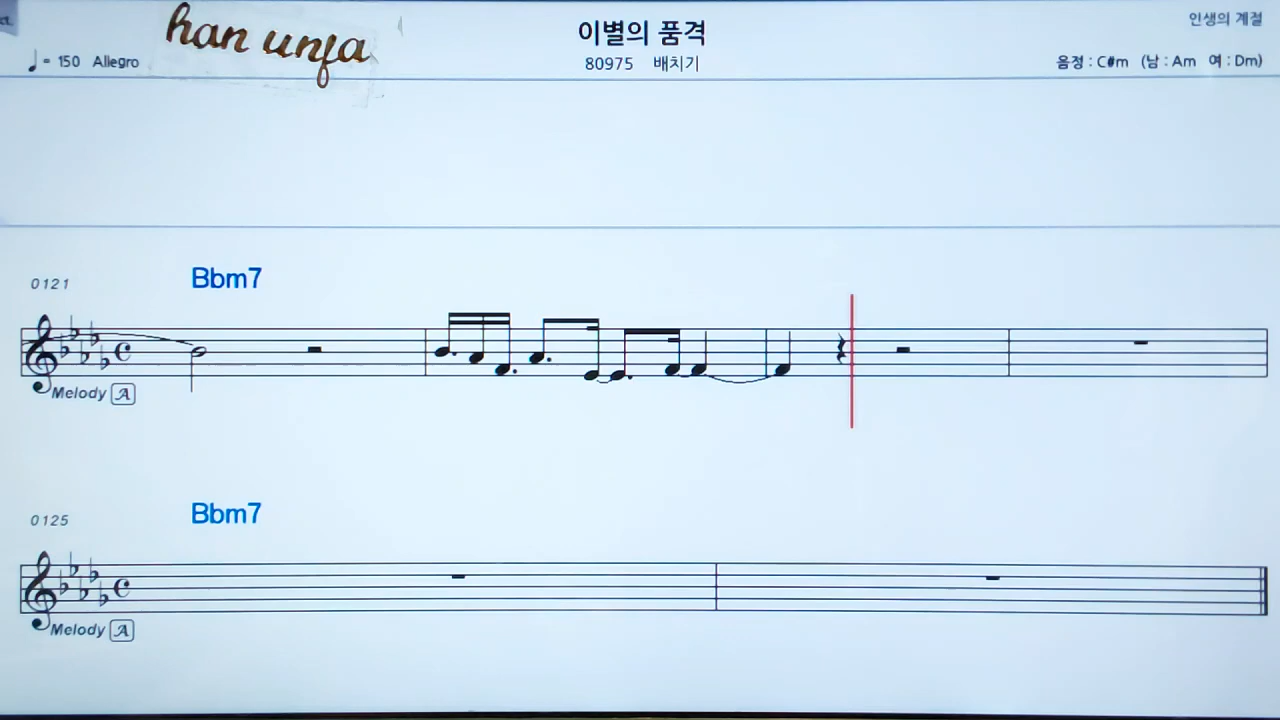 han unja
이별의 품격
인생의 계절
♩= 150 Allegro
80975 배치기
음정 : C#m (남 : Am 여 : Dm)
0121
Bbm7
Melody A
0125
Bbm7
Melody A